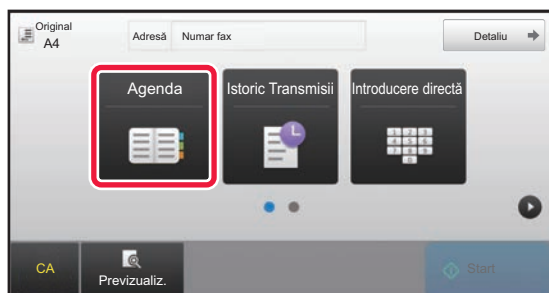 Original
A4
Adresă Numar fax Detaliu
Agenda Istoric Transmisii Introducere directă
CA Previzualiz. Start